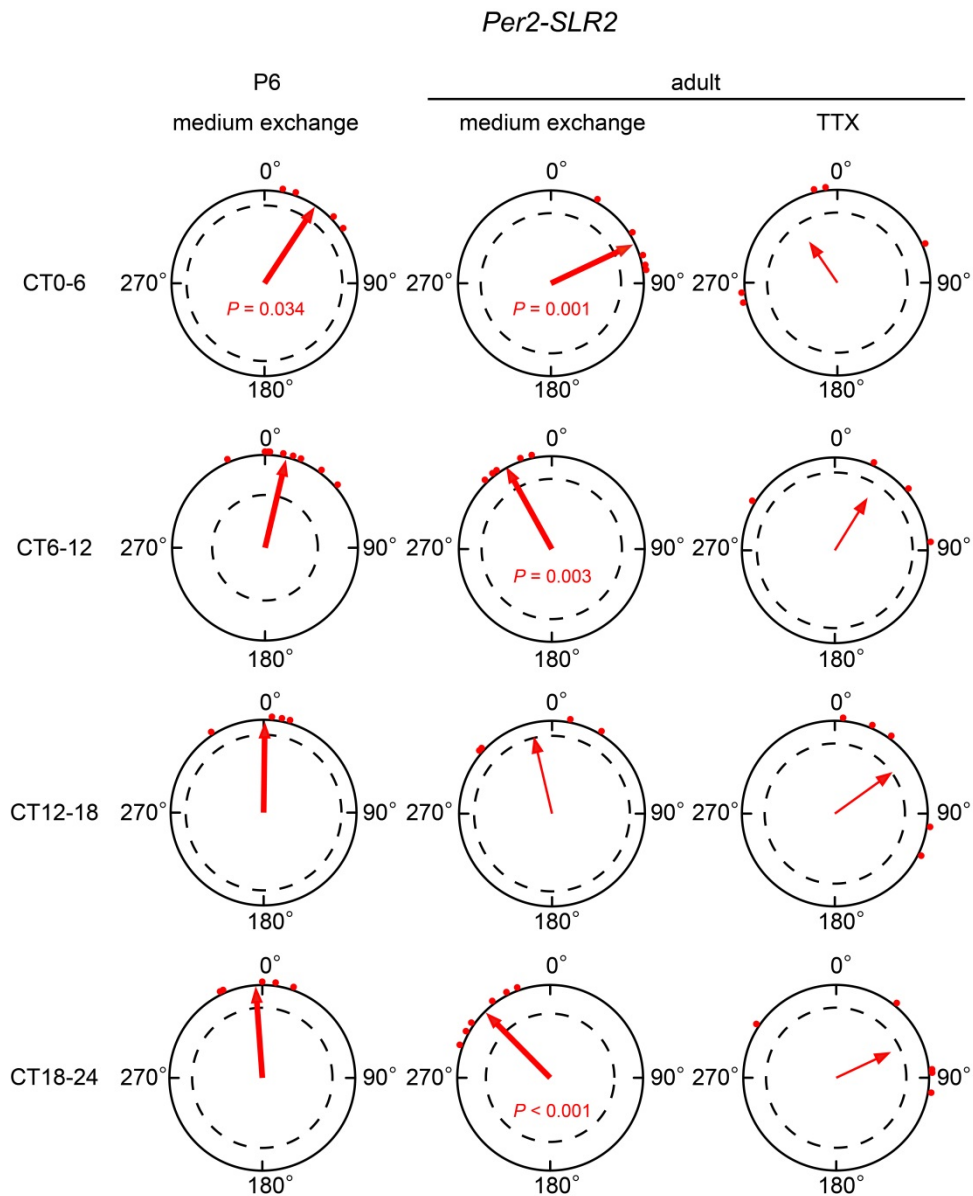 Per2-SLR2
P6 adult
medium exchange medium exchange TTX
0° 0° 0°
CT0-6 270° 90° 270° 90° 270° 90°
P = 0.034 P = 0.001
180° 180° 180°
0° 0° 0°
CT6-12 270° 90° 270° 90° 270° 90°
P = 0.003
180° 180° 180°
0° 0° 0°
CT12-18 270° 90° 270° 90° 270° 90°
180° 180° 180°
0° 0° 0°
CT18-24 270° 90° 270° 90° 270° 90°
P < 0.001
180° 180° 180°